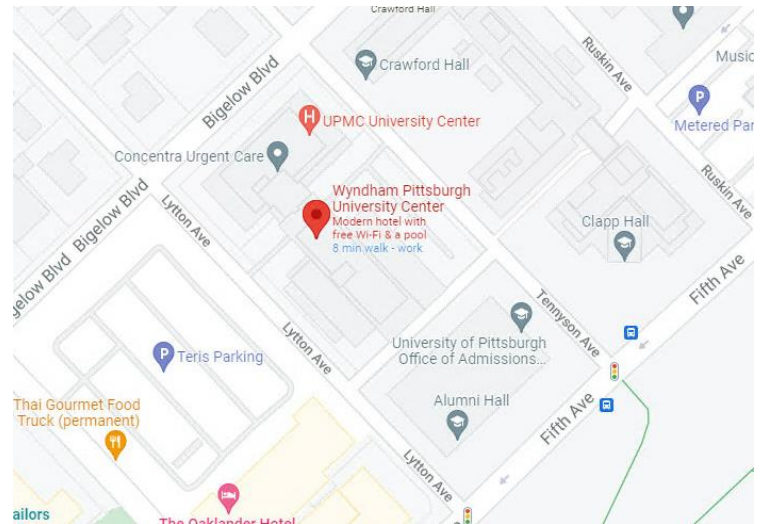 Crawford Hall
Crawford Hall
Ruskin Ave
Music
Bigelow Blvd
P
Metered Par
H
UPMC University Center
Concentra Urgent Care
Wyndham Pittsburgh
University Center
Modern hotel with
free Wi-Fi & a pool
8 min walk - work
Ruskin Ave
Bigelow Blvd
Lytton Ave
Clapp Hall
gelow Blvd
Fifth Ave
Tennyson Ave
Lytton Ave
University of Pittsburgh
Office of Admissions...
P
Teris Parking
Alumni Hall
Thai Gourmet Food
Truck (permanent)
Fifth Ave
Lytton Ave
ailors
The Oaklander Hotel